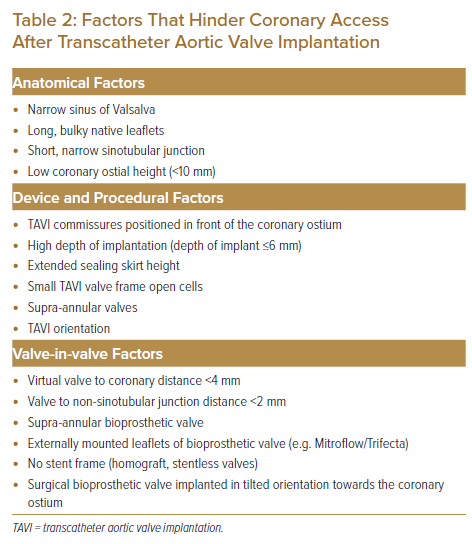 Table 2: Factors That Hinder Coronary Access
After Transcatheter Aortic Valve Implantation
Anatomical Factors
• Narrow sinus of Valsalva
• Long, bulky native leaflets
• Short, narrow sinotubular junction
• Low coronary ostial height (<10 mm)
Device and Procedural Factors
• TAVI commissures positioned in front of the coronary ostium
• High depth of implantation (depth of implant ≤6 mm)
• Extended sealing skirt height
• Small TAVI valve frame open cells
• Supra-annular valves
• TAVI orientation
Valve-in-valve Factors
• Virtual valve to coronary distance <4 mm
• Valve to non-sinotubular junction distance <2 mm
• Supra-annular bioprosthetic valve
• Externally mounted leaflets of bioprosthetic valve (e.g. Mitroflow/Trifecta)
• No stent frame (homograft, stentless valves)
• Surgical bioprosthetic valve implanted in tilted orientation towards the coronary
ostium
TAVI = transcatheter aortic valve implantation.